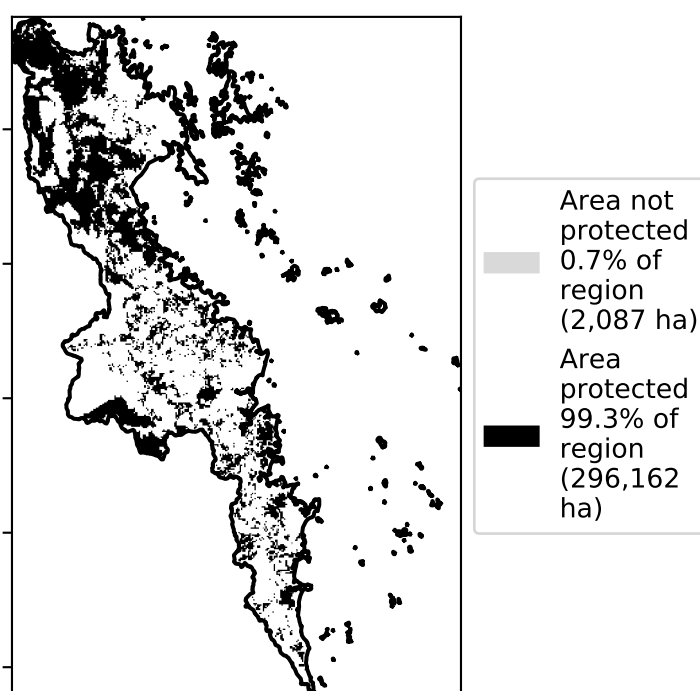 Area not
protected
0.7% of
region
(2,087 ha)
Area
protected
99.3% of
region
(296,162
ha)